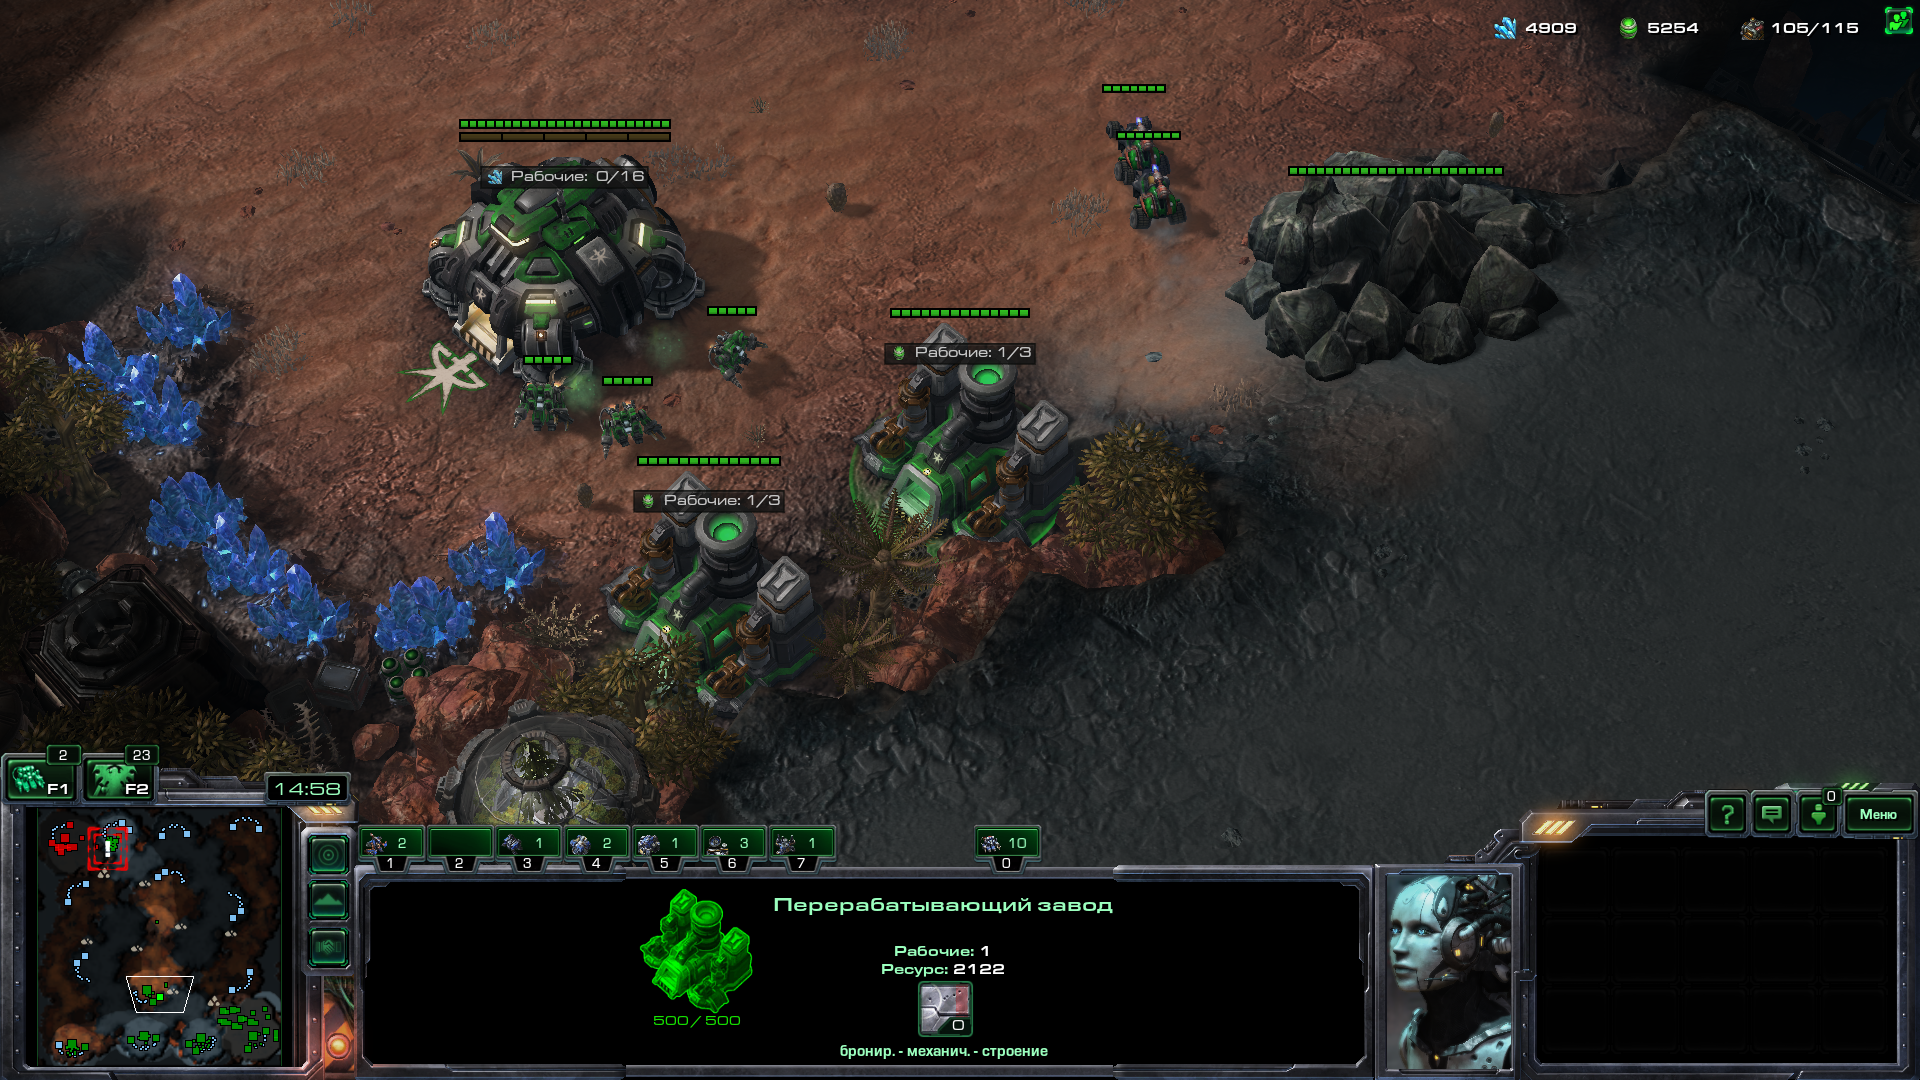 4909
5254
105/115
Рабочие: 0/16
Рабочие: 1/3
Рабочие: 1/3
2
23
F1
F2
14:58
0
?
Меню
2
1
2
1
3
2
4
1
5
3
6
1
7
10
0
Перерабатывающий завод
Рабочие: 1
Ресурс: 2122
0
500/500
бронир. - механич. - строение
!